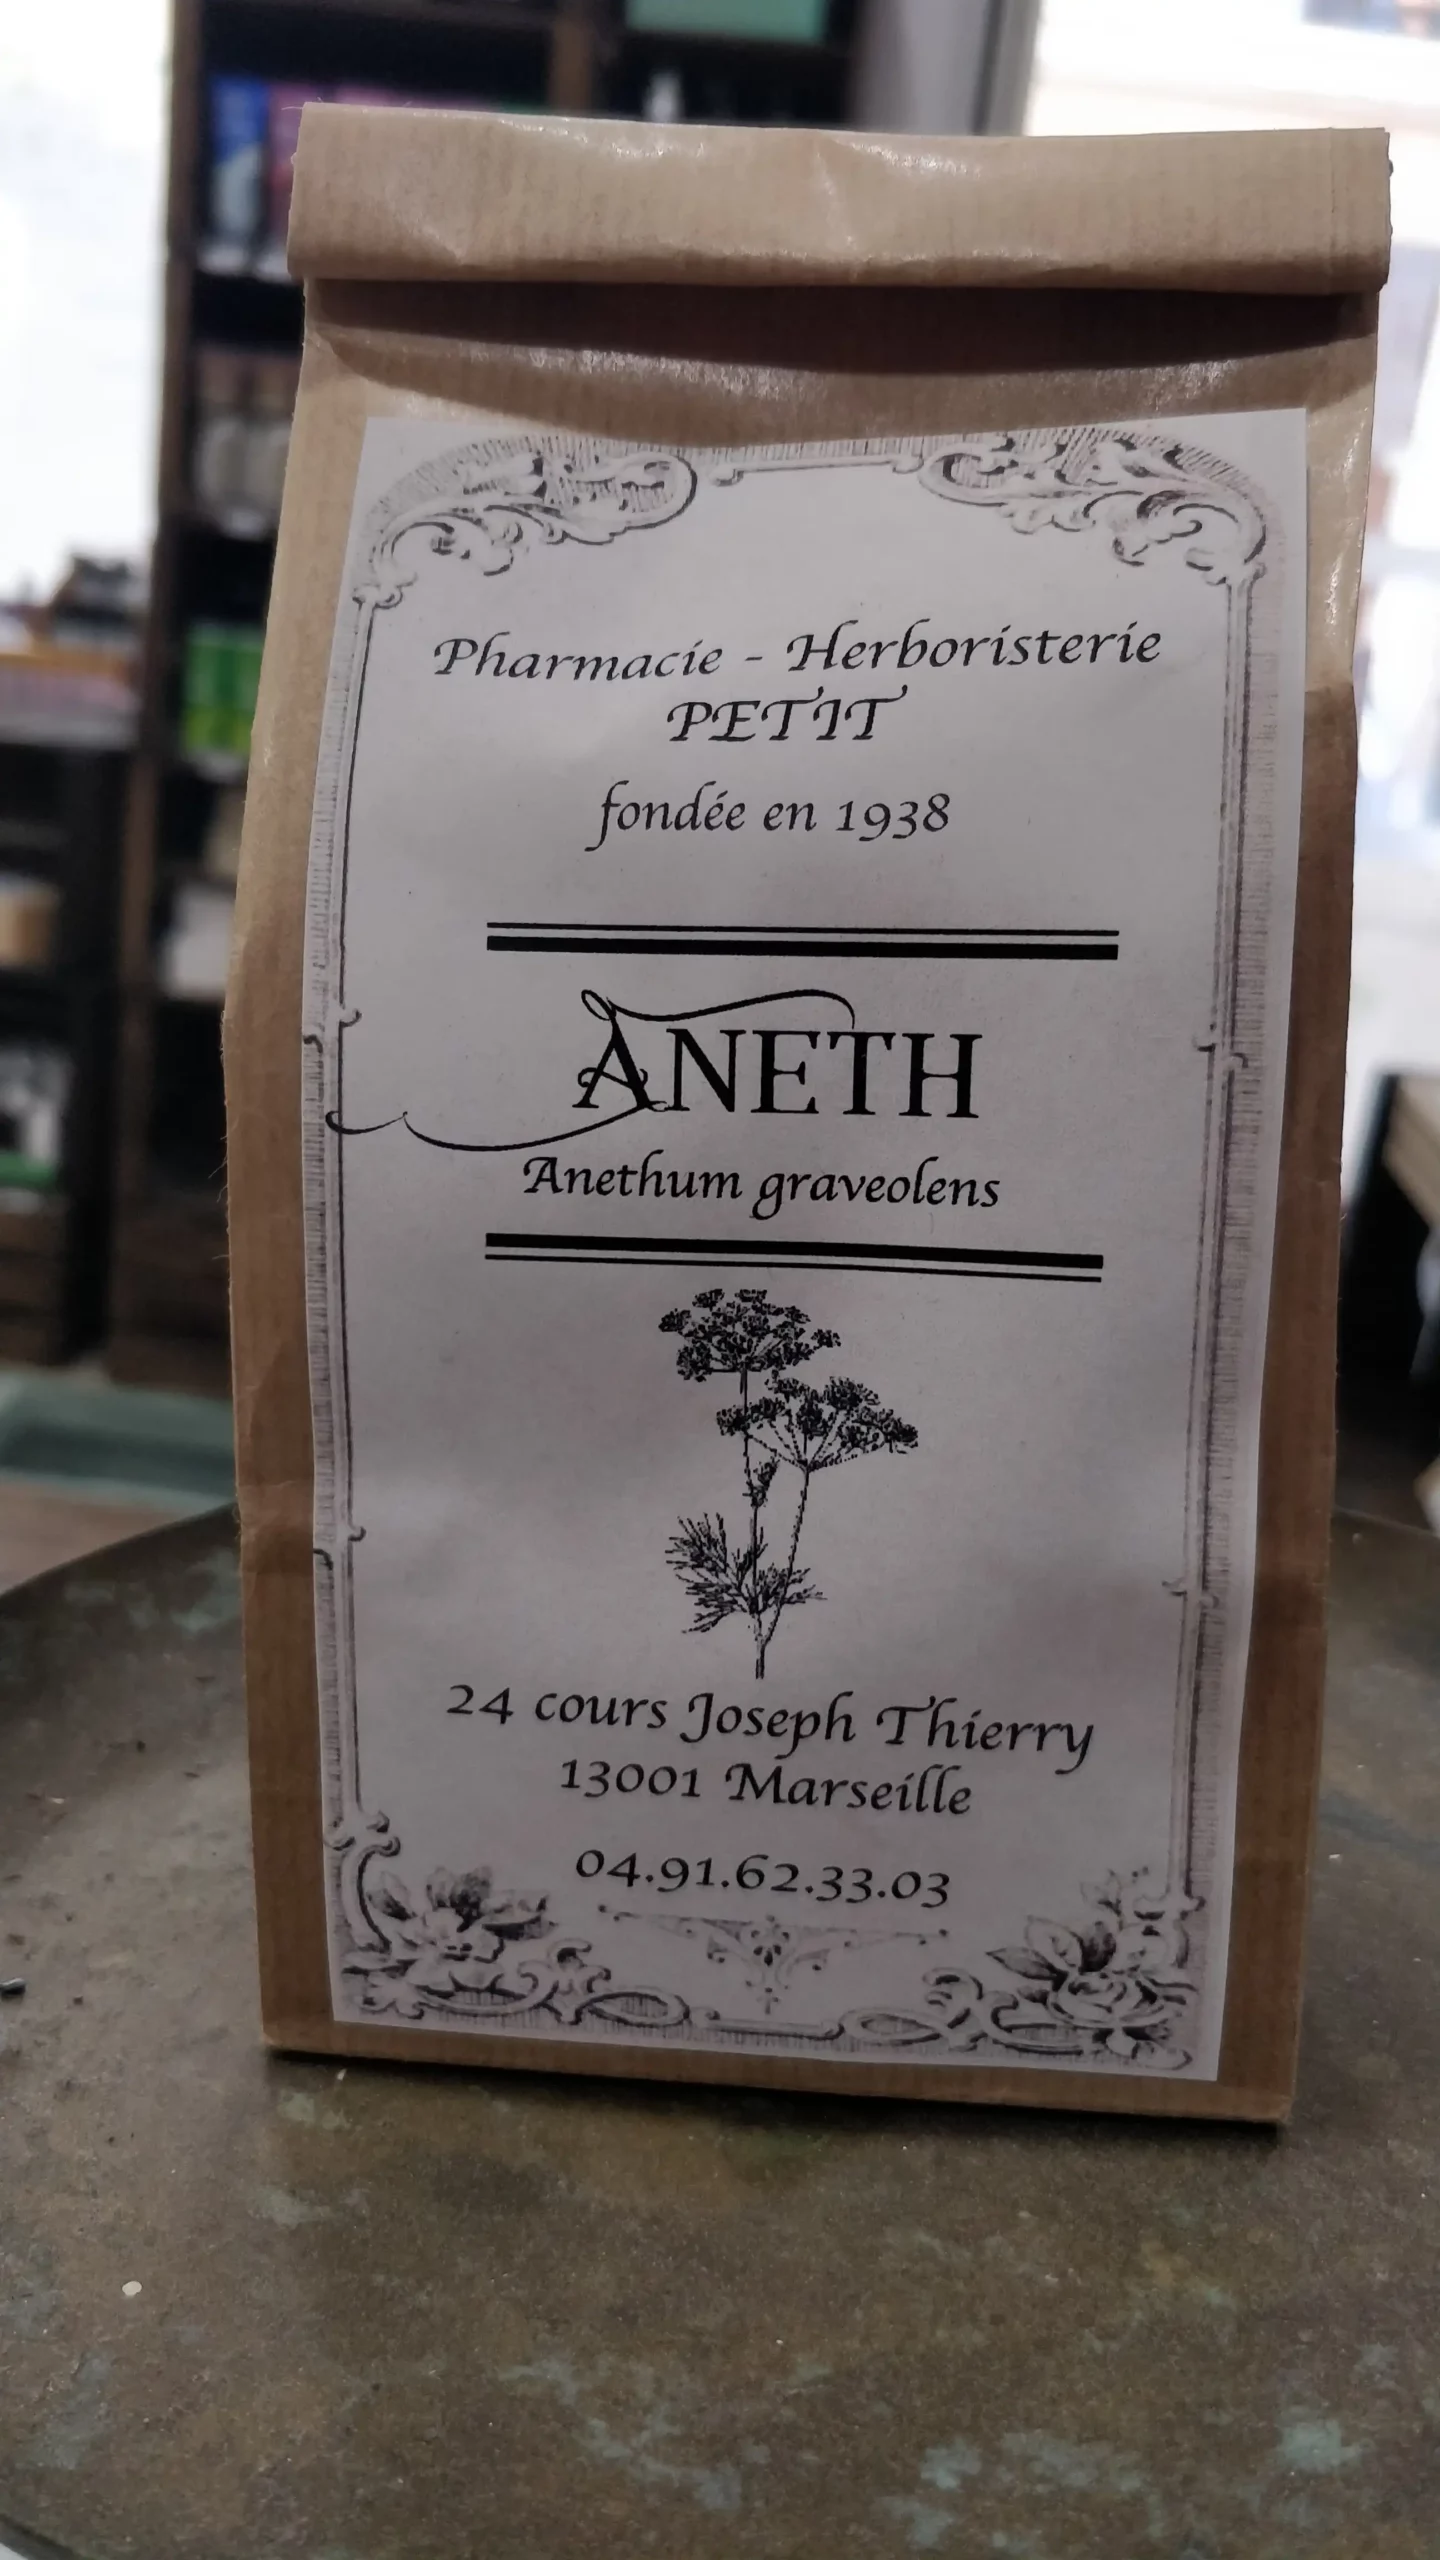 Pharmacie - Herboristerie
PETIT
fondée en 1938
ANETH
Anethum graveolens
24 cours Joseph Thierry
13001 Marseille
04.91.62.33.03